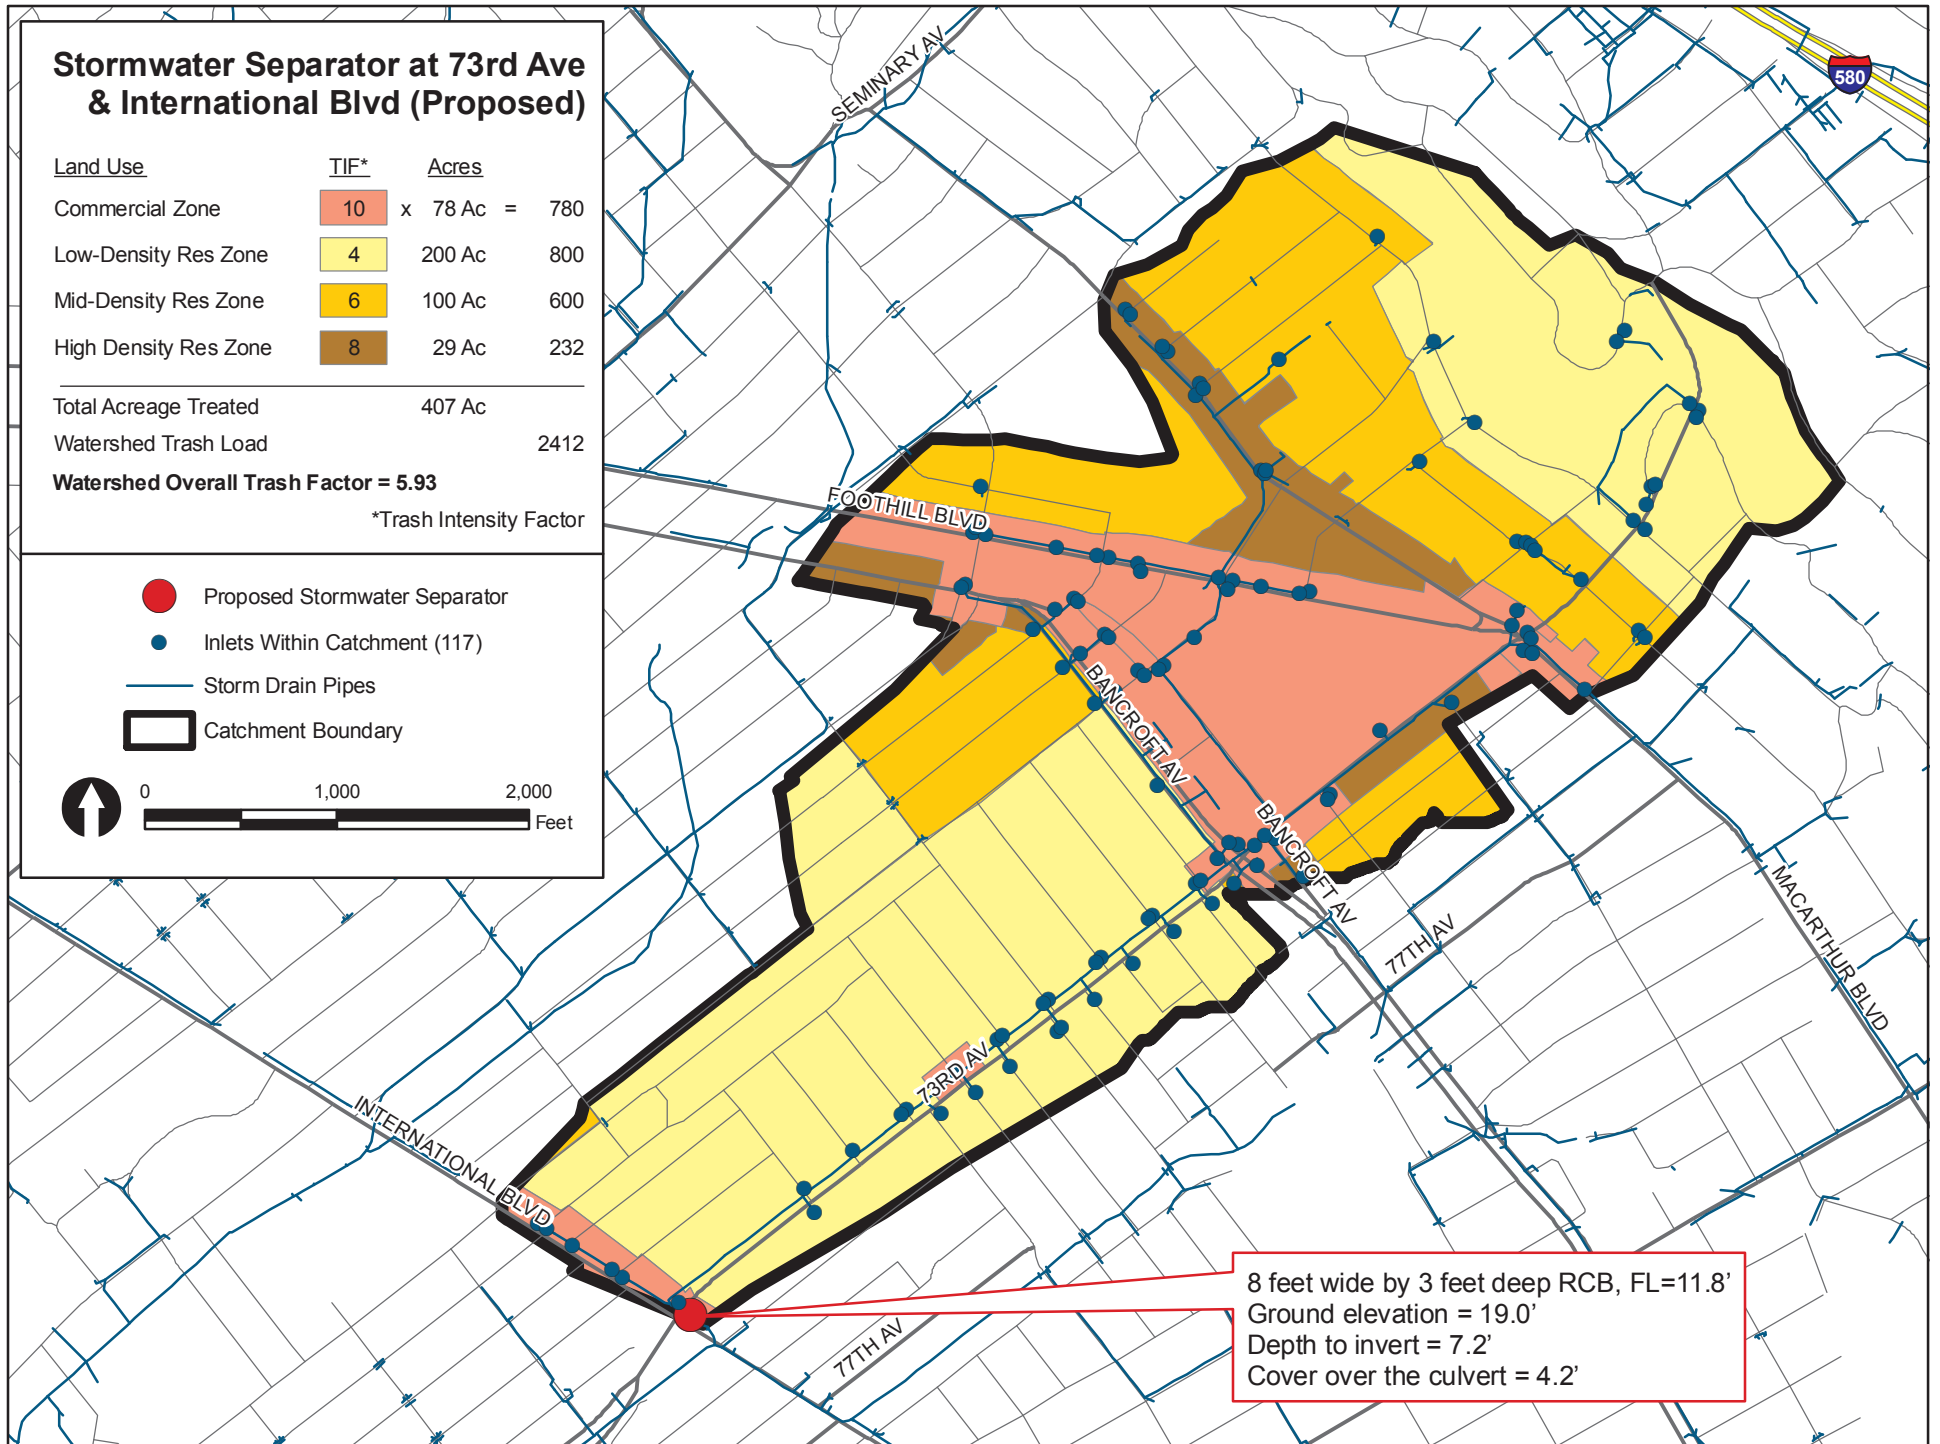 Stormwater Separator at 73rd Ave
& International Blvd (Proposed)
Land Use TIF* Acres
Commercial Zone 10 x 78 Ac = 780
Low-Density Res Zone 4 200 Ac 800
Mid-Density Res Zone 6 100 Ac 600
High Density Res Zone 8 29 Ac 232
Total Acreage Treated 407 Ac
Watershed Trash Load 2412
Watershed Overall Trash Factor = 5.93
*Trash Intensity Factor
Proposed Stormwater Separator
Inlets Within Catchment (117)
Storm Drain Pipes
Catchment Boundary
0 1,000 2,000
Feet
SEMINARY AV
580
FOOTHILL BLVD
BANCROFT AV
BANCROFT AV
77TH AV
MACARTHUR BLVD
73RD AV
INTERNATIONAL BLVD
77TH AV
8 feet wide by 3 feet deep RCB, FL=11.8'
Ground elevation = 19.0'
Depth to invert = 7.2'
Cover over the culvert = 4.2'